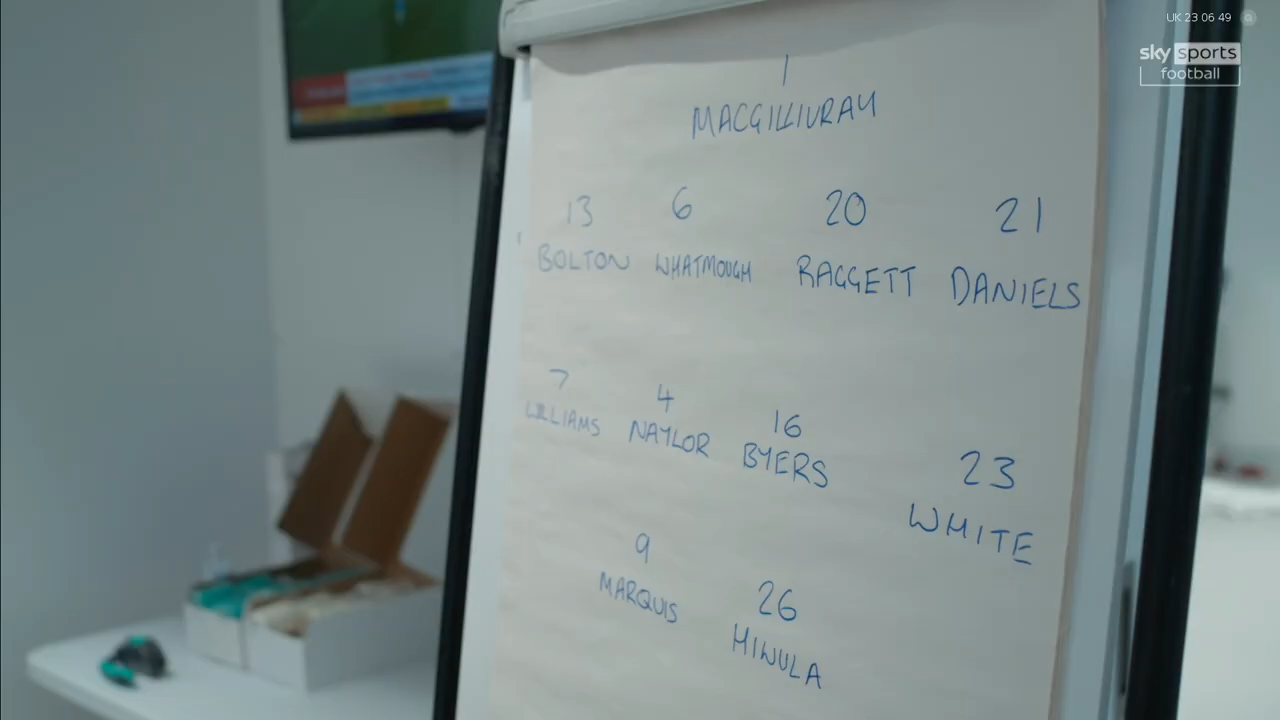 UK 23 06 49
sky sports
football
1
MACGILLIVRAY
13 6 20 21
BOLTON WHATMOUGH RAGGETT DANIELS
7 4 16 23
WILLIAMS NAYLOR BYERS WHITE
9 26
MARQUIS HIWULA